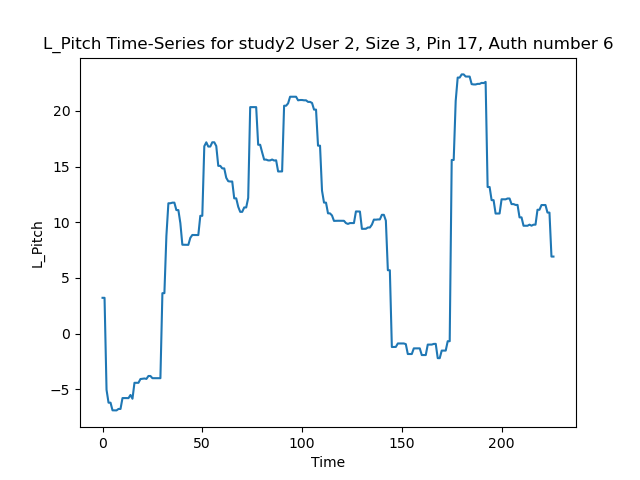 L_Pitch Time-Series for study2 User 2, Size 3, Pin 17, Auth number 6
20
15
10
5
0
−5
L_Pitch
0 50 100 150 200
Time